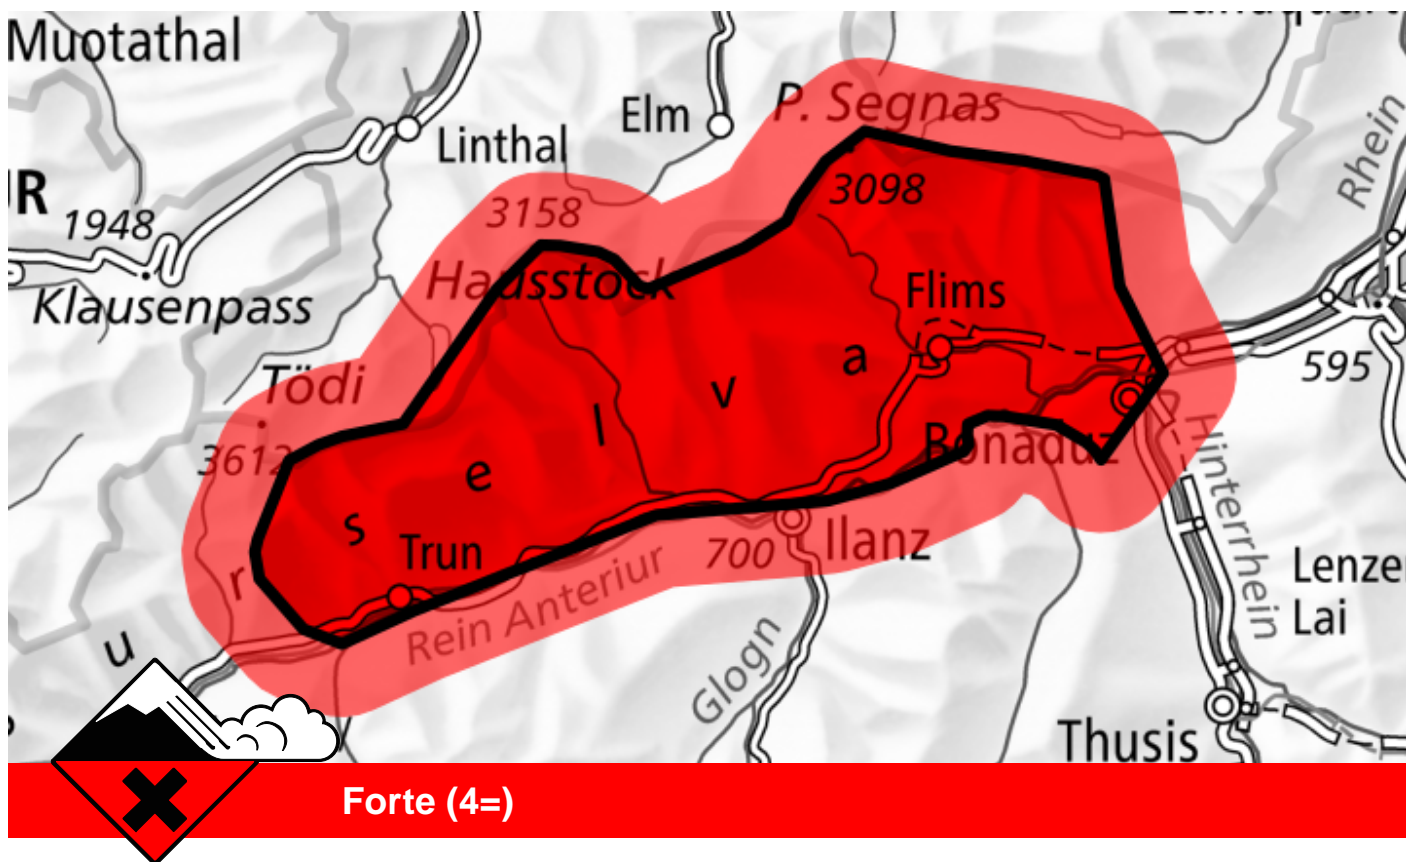 Muotathal
Elm
P. Segnas
Linthal
Rhein
UR
1948
3158
3098
Hausstock
Klausenpass
Flims
Tödi
595
3612
Bonaduz
Hinterrhein
u r s e l v a
Trun
700
Ilanz
Rein Anteriur
Lenzer
Lai
Glogn
Thusis
Forte (4=)